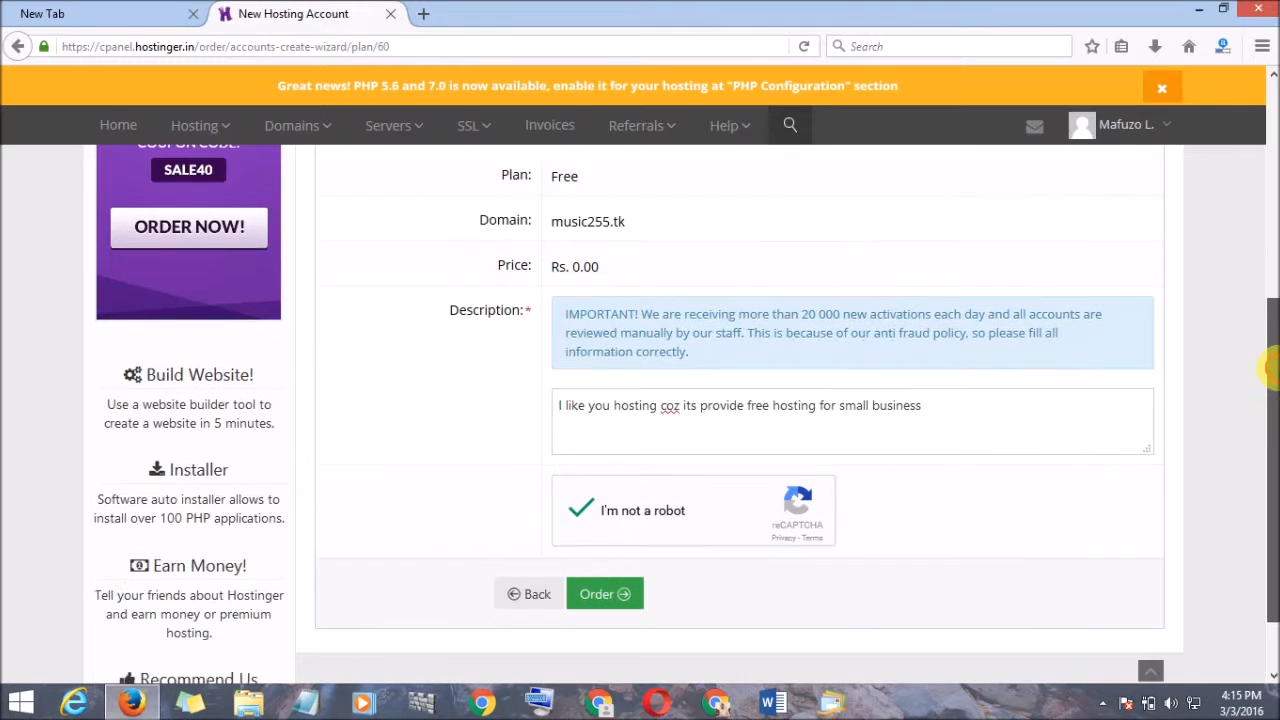 New Tab
New Hosting Account
https://cpanel.hostinger.in/order/accounts-create-wizard/plan/60
Search
Great news! PHP 5.6 and 7.0 is now available, enable it for your hosting at "PHP Configuration" section
Home Hosting Domains Servers SSL Invoices Referrals Help Mafuzo L.
COUPON CODE:
SALE40
ORDER NOW!
Build Website!
Use a website builder tool to
create a website in 5 minutes.
Installer
Software auto installer allows to
install over 100 PHP applications.
Earn Money!
Tell your friends about Hostinger
and earn money or premium
hosting.
Recommend Us
Plan: Free
Domain: music255.tk
Price: Rs. 0.00
Description:*
IMPORTANT! We are receiving more than 20 000 new activations each day and all accounts are
reviewed manually by our staff. This is because of our anti fraud policy, so please fill all
information correctly.
I like you hosting coz its provide free hosting for small business
I'm not a robot
reCAPTCHA
Privacy - Terms
Back
Order
4:15 PM
3/3/2016